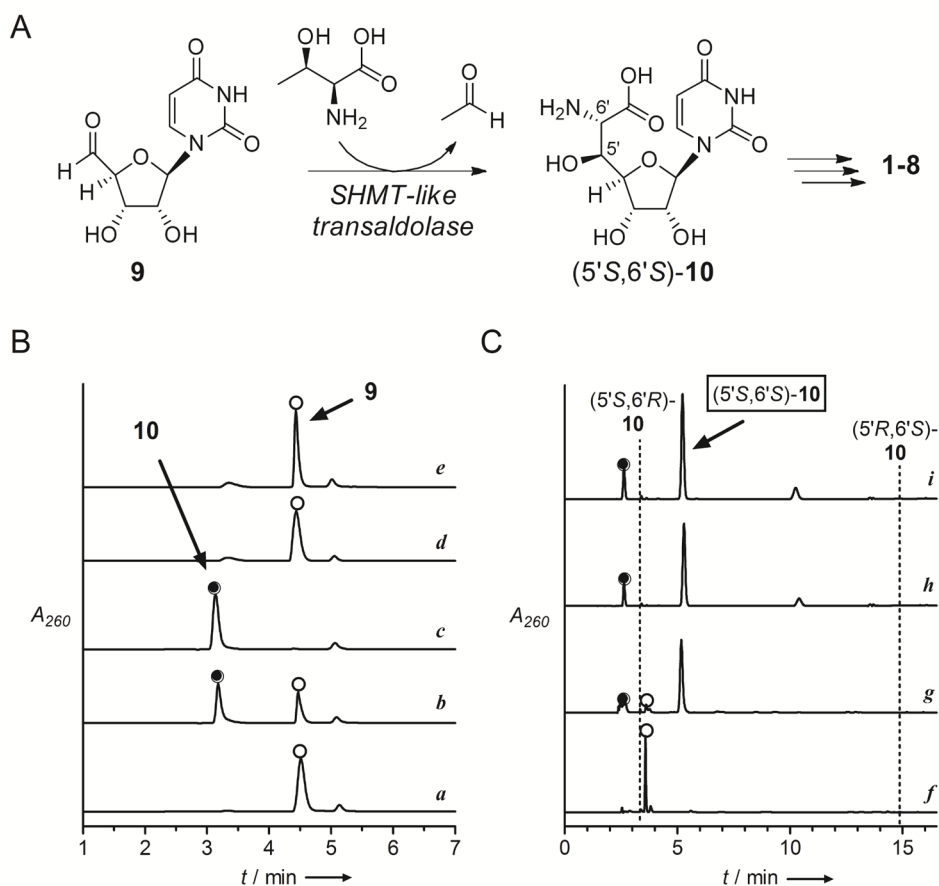 A
O
OH
OH
O
NH₂
O
H
O
NH
N
O
H
O
O
H
HO
OH
9
SHMT-like
transaldolase
O
OH
H₂N
6'
O
NH
N
O
5'
HO
O
H
HO
OH
(5'S,6'S)-10
1-8
B
9
10
e
d
c
b
a
A260
1 2 3 4 5 6 7
t / min
C
(5'S,6'R)-
10
(5'S,6'S)-10
(5'R,6'S)-
10
i
h
g
f
A260
0 5 10 15
t / min